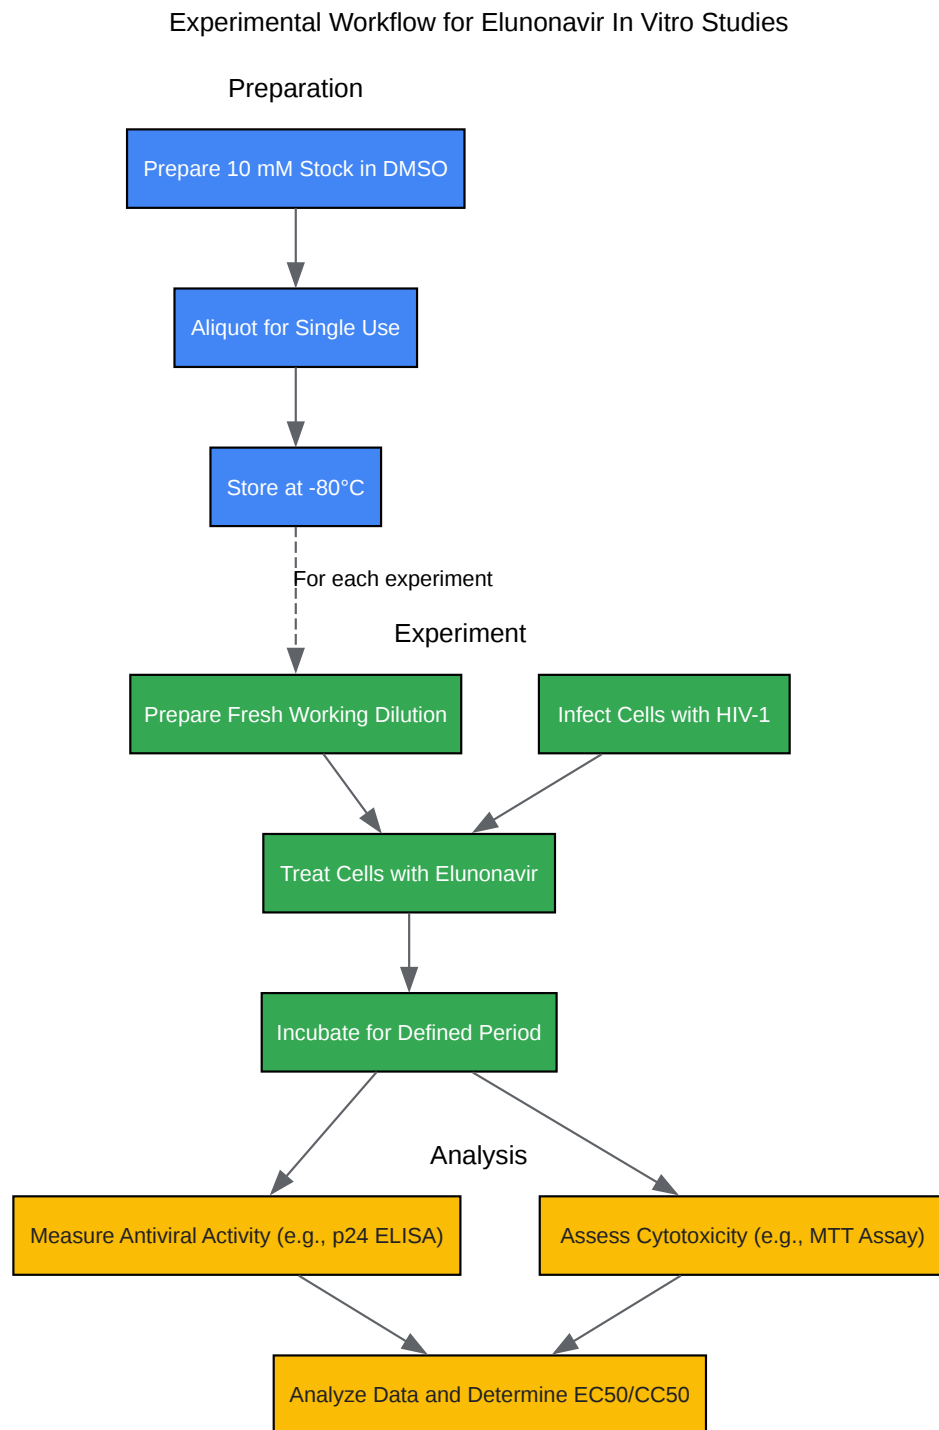 Experimental Workflow for Elunonavir In Vitro Studies
Preparation
Prepare 10 mM Stock in DMSO
Aliquot for Single Use
Store at -80°C
For each experiment
Experiment
Prepare Fresh Working Dilution
Infect Cells with HIV-1
Treat Cells with Elunonavir
Incubate for Defined Period
Analysis
Measure Antiviral Activity (e.g., p24 ELISA)
Assess Cytotoxicity (e.g., MTT Assay)
Analyze Data and Determine EC50/CC50